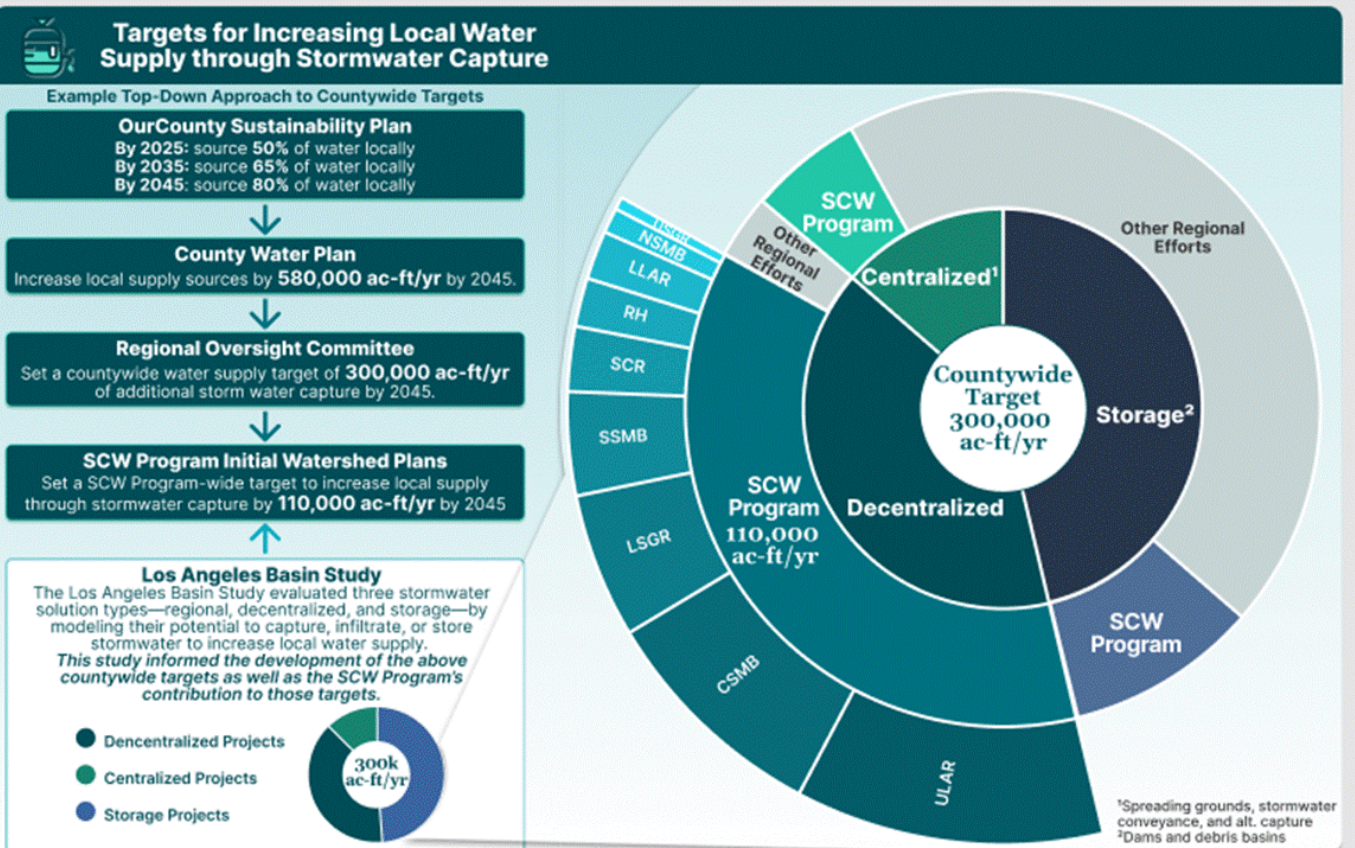 Targets for Increasing Local Water
Supply through Stormwater Capture
Example Top-Down Approach to Countywide Targets
OurCounty Sustainability Plan
By 2025: source 50% of water locally
By 2035: source 65% of water locally
By 2045: source 80% of water locally
County Water Plan
Increase local supply sources by 580,000 ac-ft/yr by 2045.
Regional Oversight Committee
Set a countywide water supply target of 300,000 ac-ft/yr
of additional storm water capture by 2045.
SCW Program Initial Watershed Plans
Set a SCW Program-wide target to increase local supply
through stormwater capture by 110,000 ac-ft/yr by 2045
Los Angeles Basin Study
The Los Angeles Basin Study evaluated three stormwater
solution types—regional, decentralized, and storage—by
modeling their potential to capture, infiltrate, or store
stormwater to increase local water supply.
This study informed the development of the above
countywide targets as well as the SCW Program's
contribution to those targets.
Dencentralized Projects
Centralized Projects
Storage Projects
300k
ac-ft/yr
NSMB
LLAR
RH
SCR
SSMB
LSGR
CSMB
ULAR
Other
Regional
Efforts
SCW
Program
Other Regional
Efforts
Centralized¹
Countywide
Target
300,000
ac-ft/yr
Storage²
Decentralized
SCW
Program
110,000
ac-ft/yr
SCW
Program
¹Spreading grounds, stormwater
conveyance, and alt. capture
²Dams and debris basins